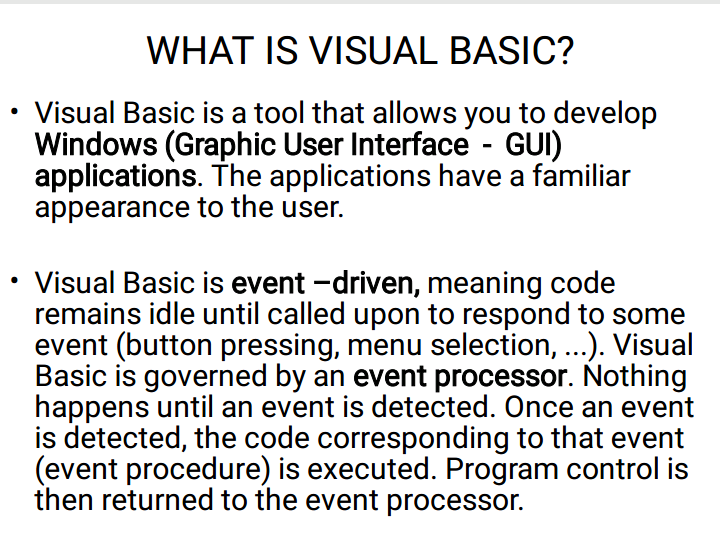 WHAT IS VISUAL BASIC?
• Visual Basic is a tool that allows you to develop
Windows (Graphic User Interface - GUI)
applications. The applications have a familiar
appearance to the user.
• Visual Basic is event –driven, meaning code
remains idle until called upon to respond to some
event (button pressing, menu selection, ...). Visual
Basic is governed by an event processor. Nothing
happens until an event is detected. Once an event
is detected, the code corresponding to that event
(event procedure) is executed. Program control is
then returned to the event processor.